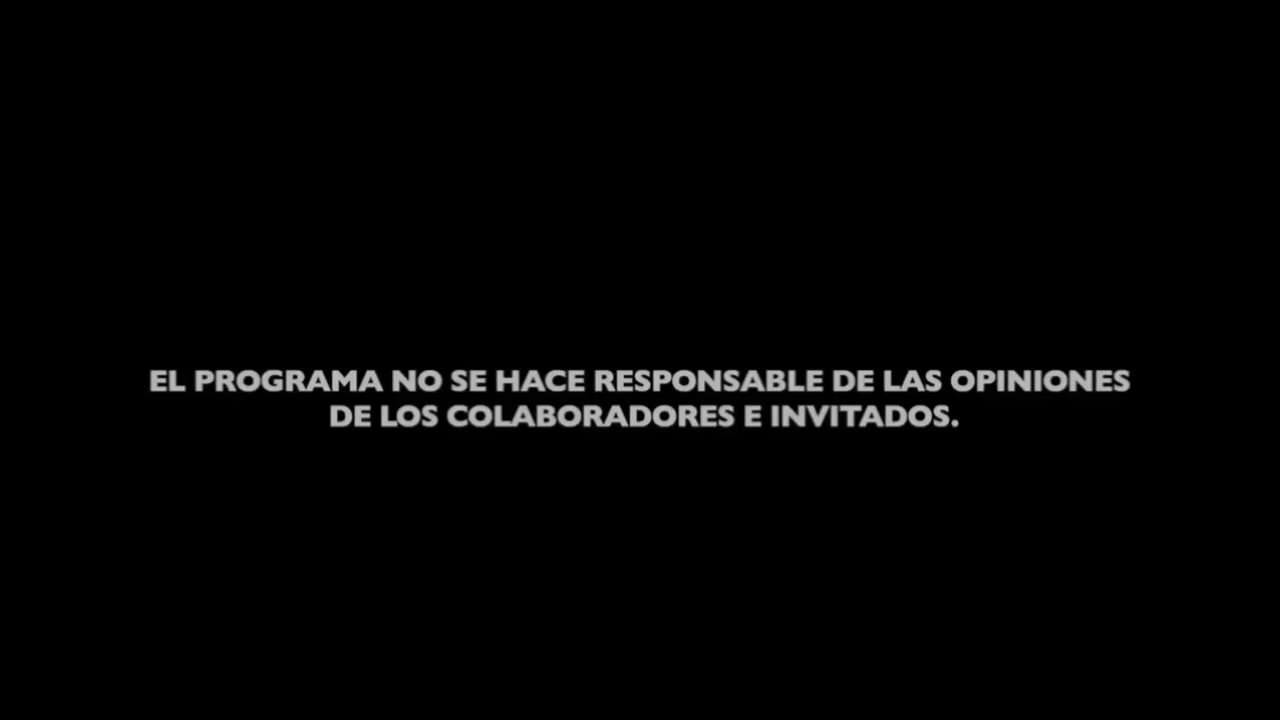 EL PROGRAMA NO SE HACE RESPONSABLE DE LAS OPINIONES
DE LOS COLABORADORES E INVITADOS.